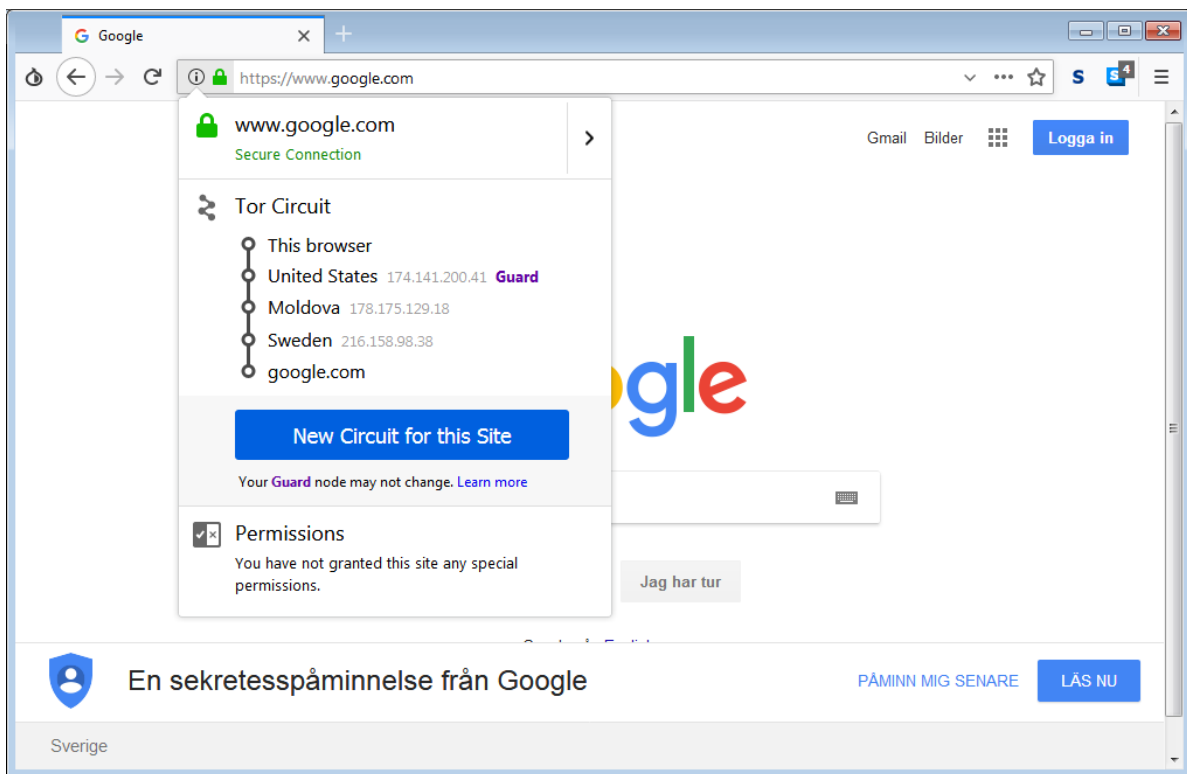 Google
https://www.google.com
S
S 4
www.google.com
Secure Connection
Gmail Bilder Logga in
Tor Circuit
This browser
United States 174.141.200.41 Guard
Moldova 178.175.129.18
Sweden 216.158.98.38
google.com
gle
New Circuit for this Site
Your Guard node may not change. Learn more
Permissions
You have not granted this site any special
permissions.
Jag har tur
En sekretesspåminnelse från Google
PÅMINN MIG SENARE LÄS NU
Sverige